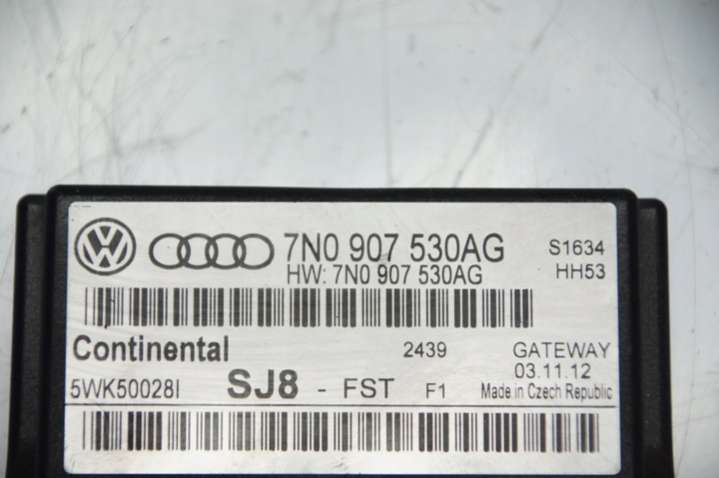 7N0 907 530AG S1634
HW: 7N0 907 530AG HH53
Continental 2439 GATEWAY
03.11.12
5WK50028I SJ8 - FST F1 Made in Czech Republic